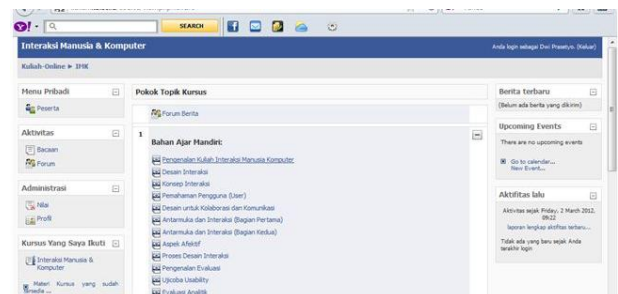 SEARCH
Interaksi Manusia & Komputer
Anda login sebagai Dwi Prasetyo. (Keluar)
Kuliah-Online ► IMK
Menu Pribadi
Peserta
Aktivitas
Bacaan
Forum
Administrasi
Nilai
Profil
Kursus Yang Saya Ikuti
Interaksi Manusia &
Komputer
Materi Kursus yang sudah
tersedia ...
Pokok Topik Kursus
Forum Berita
1
Bahan Ajar Mandiri:
Pengenalan Kuliah Interaksi Manusia Komputer
Desain Interaksi
Konsep Interaksi
Pemahaman Pengguna (User)
Desain untuk Kolaborasi dan Komunikasi
Antarmuka dan Interaksi (Bagian Pertama)
Antarmuka dan Interaksi (Bagian Kedua)
Aspek Afektif
Proses Desain Interaksi
Pengenalan Evaluasi
Ujicoba Usability
Evaluasi Analitik
Berita terbaru
(Belum ada berita yang dikirim)
Upcoming Events
There are no upcoming events
Go to calendar...
New Event...
Aktifitas lalu
Aktivitas sejak Friday, 2 March 2012,
09:22
laporan lengkap aktifitas terbaru...
Tidak ada yang baru sejak Anda
terakhir login